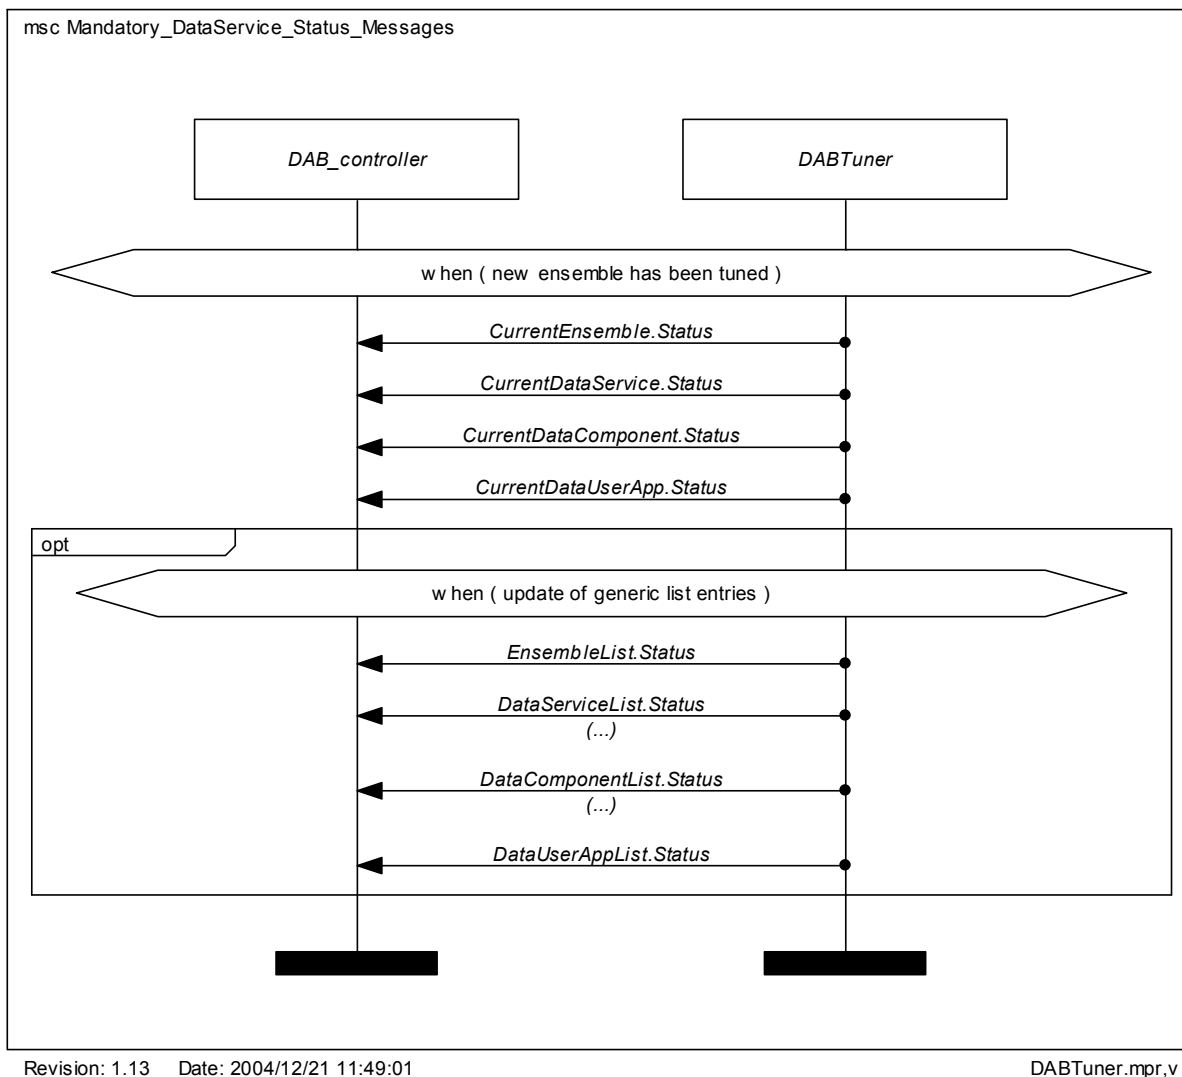 msc Mandatory_DataService_Status_Messages
DAB_controller
DABTuner
when ( new ensemble has been tuned )
CurrentEnsemble.Status
CurrentDataService.Status
CurrentDataComponent.Status
CurrentDataUserApp.Status
opt
when ( update of generic list entries )
EnsembleList.Status
DataServiceList.Status
(...)
DataComponentList.Status
(...)
DataUserAppList.Status
Revision: 1.13 Date: 2004/12/21 11:49:01
DABTuner.mpr,v